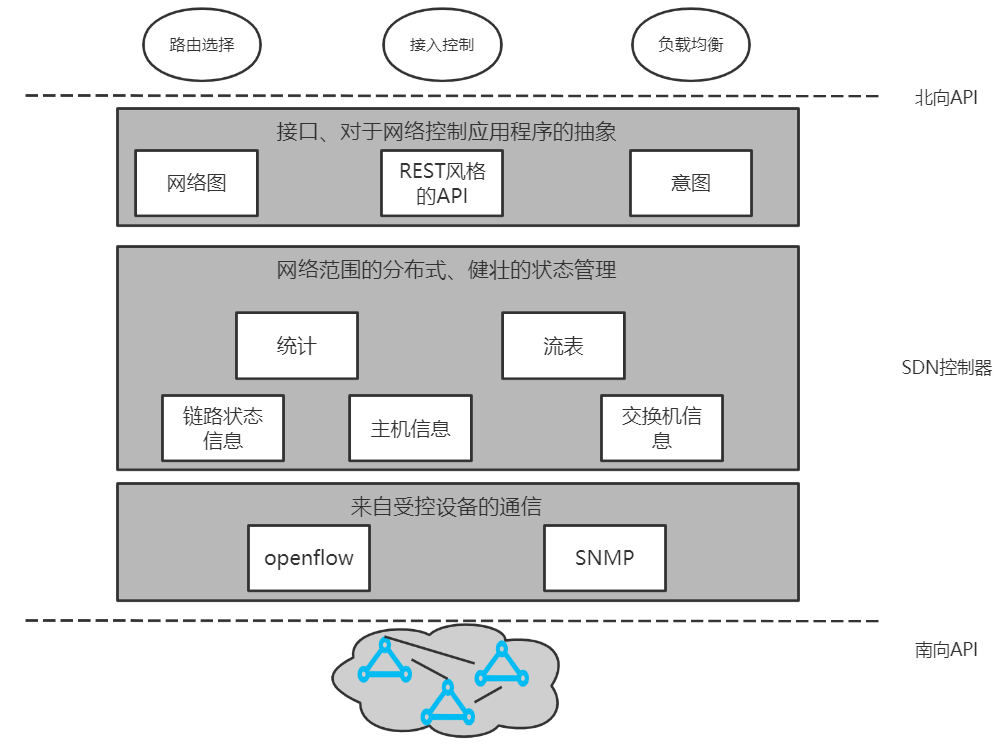 路由选择
接入控制
负载均衡
北向API
接口、对于网络控制应用程序的抽象
网络图
REST风格
的API
意图
网络范围的分布式、健壮的状态管理
统计
流表
SDN控制器
链路状态
信息
主机信息
交换机信
息
来自受控设备的通信
openflow
SNMP
南向API